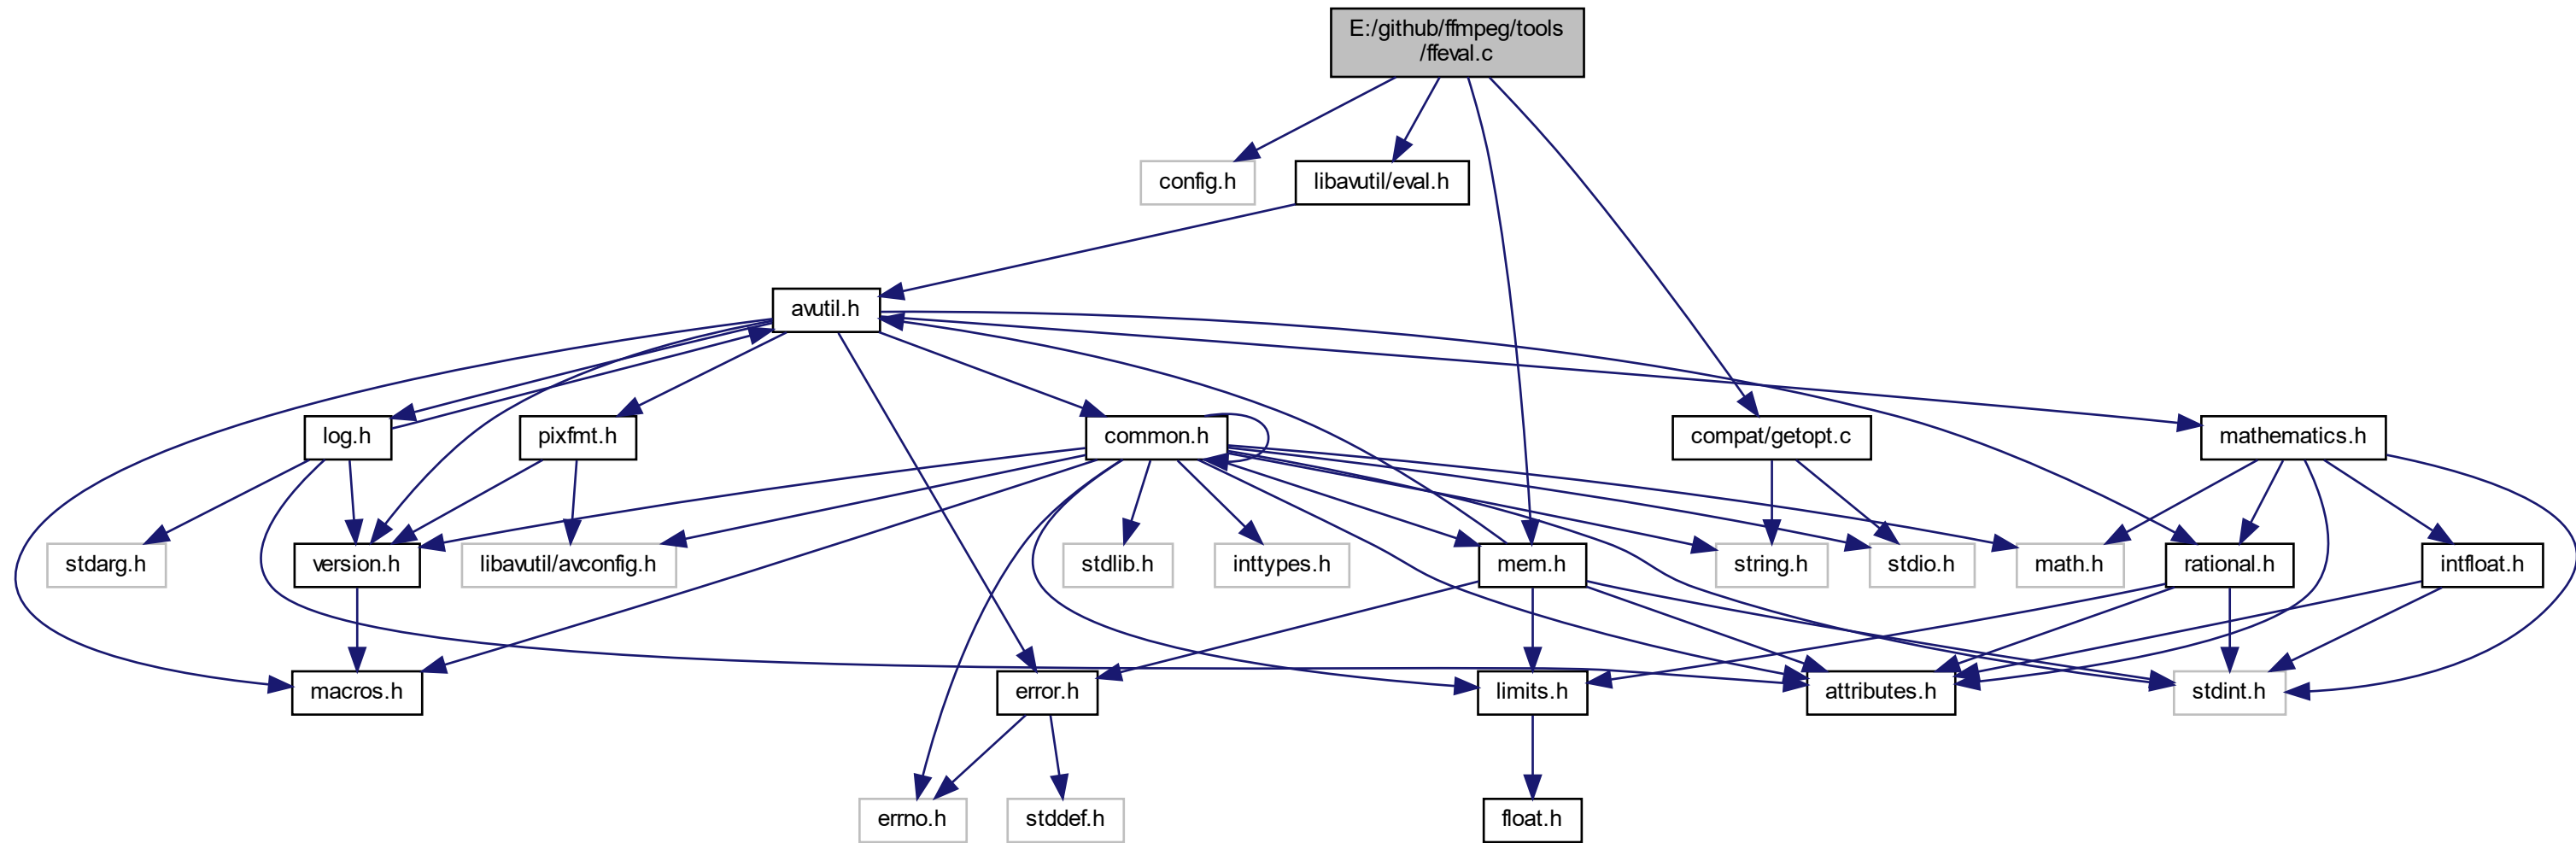 E:/github/ffmpeg/tools
/ffeval.c
config.h
libavutil/eval.h
avutil.h
log.h
pixfmt.h
common.h
compat/getopt.c
mathematics.h
stdarg.h
version.h
libavutil/avconfig.h
stdlib.h
inttypes.h
mem.h
string.h
stdio.h
math.h
rational.h
intfloat.h
macros.h
error.h
limits.h
attributes.h
stdint.h
errno.h
stddef.h
float.h